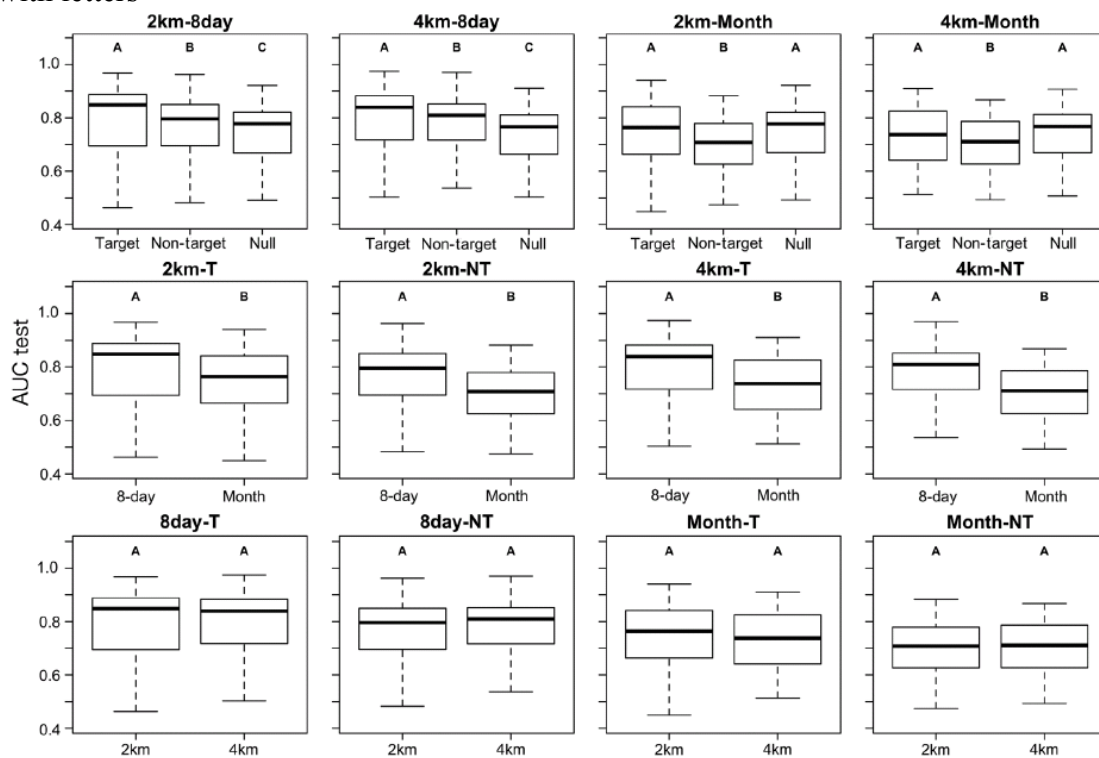 with letters
2km-8day 4km-8day 2km-Month 4km-Month
A B C A B C A B A A B A
1.0
0.8
0.6
0.4
Target Non-target Null Target Non-target Null Target Non-target Null Target Non-target Null
2km-T 2km-NT 4km-T 4km-NT
A B A B A B A B
1.0
0.8
0.6
0.4
AUC test
8-day Month 8-day Month 8-day Month 8-day Month
8day-T 8day-NT Month-T Month-NT
A A A A A A A A
1.0
0.8
0.6
0.4
2km 4km 2km 4km 2km 4km 2km 4km